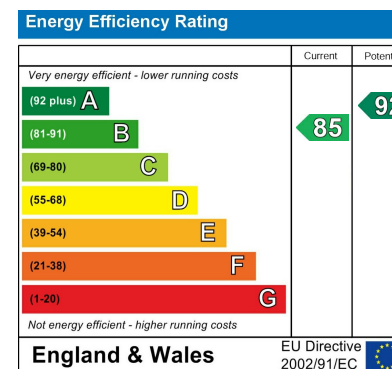 Energy Efficiency Rating
Current
Very energy efficient - lower running costs
(92 plus) A
(81-91) B
85
(69-80) C
(55-68) D
(39-54) E
(21-38) F
(1-20) G
Not energy efficient - higher running costs
England & Wales
EU Directive
2002/91/EC